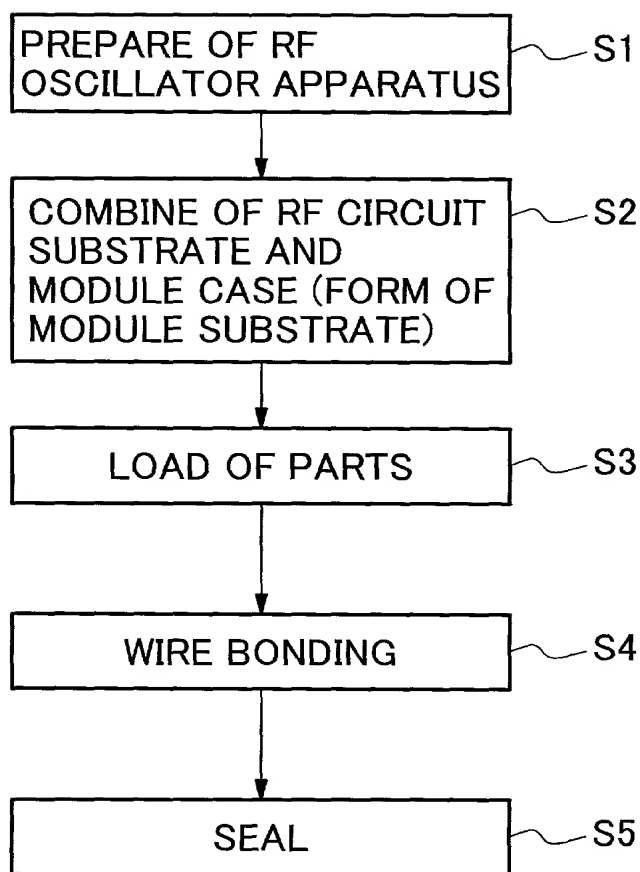 PREPARE OF RF
OSCILLATOR APPARATUS
S1
COMBINE OF RF CIRCUIT
SUBSTRATE AND
MODULE CASE (FORM OF
MODULE SUBSTRATE)
S2
LOAD OF PARTS
S3
WIRE BONDING
S4
SEAL
S5